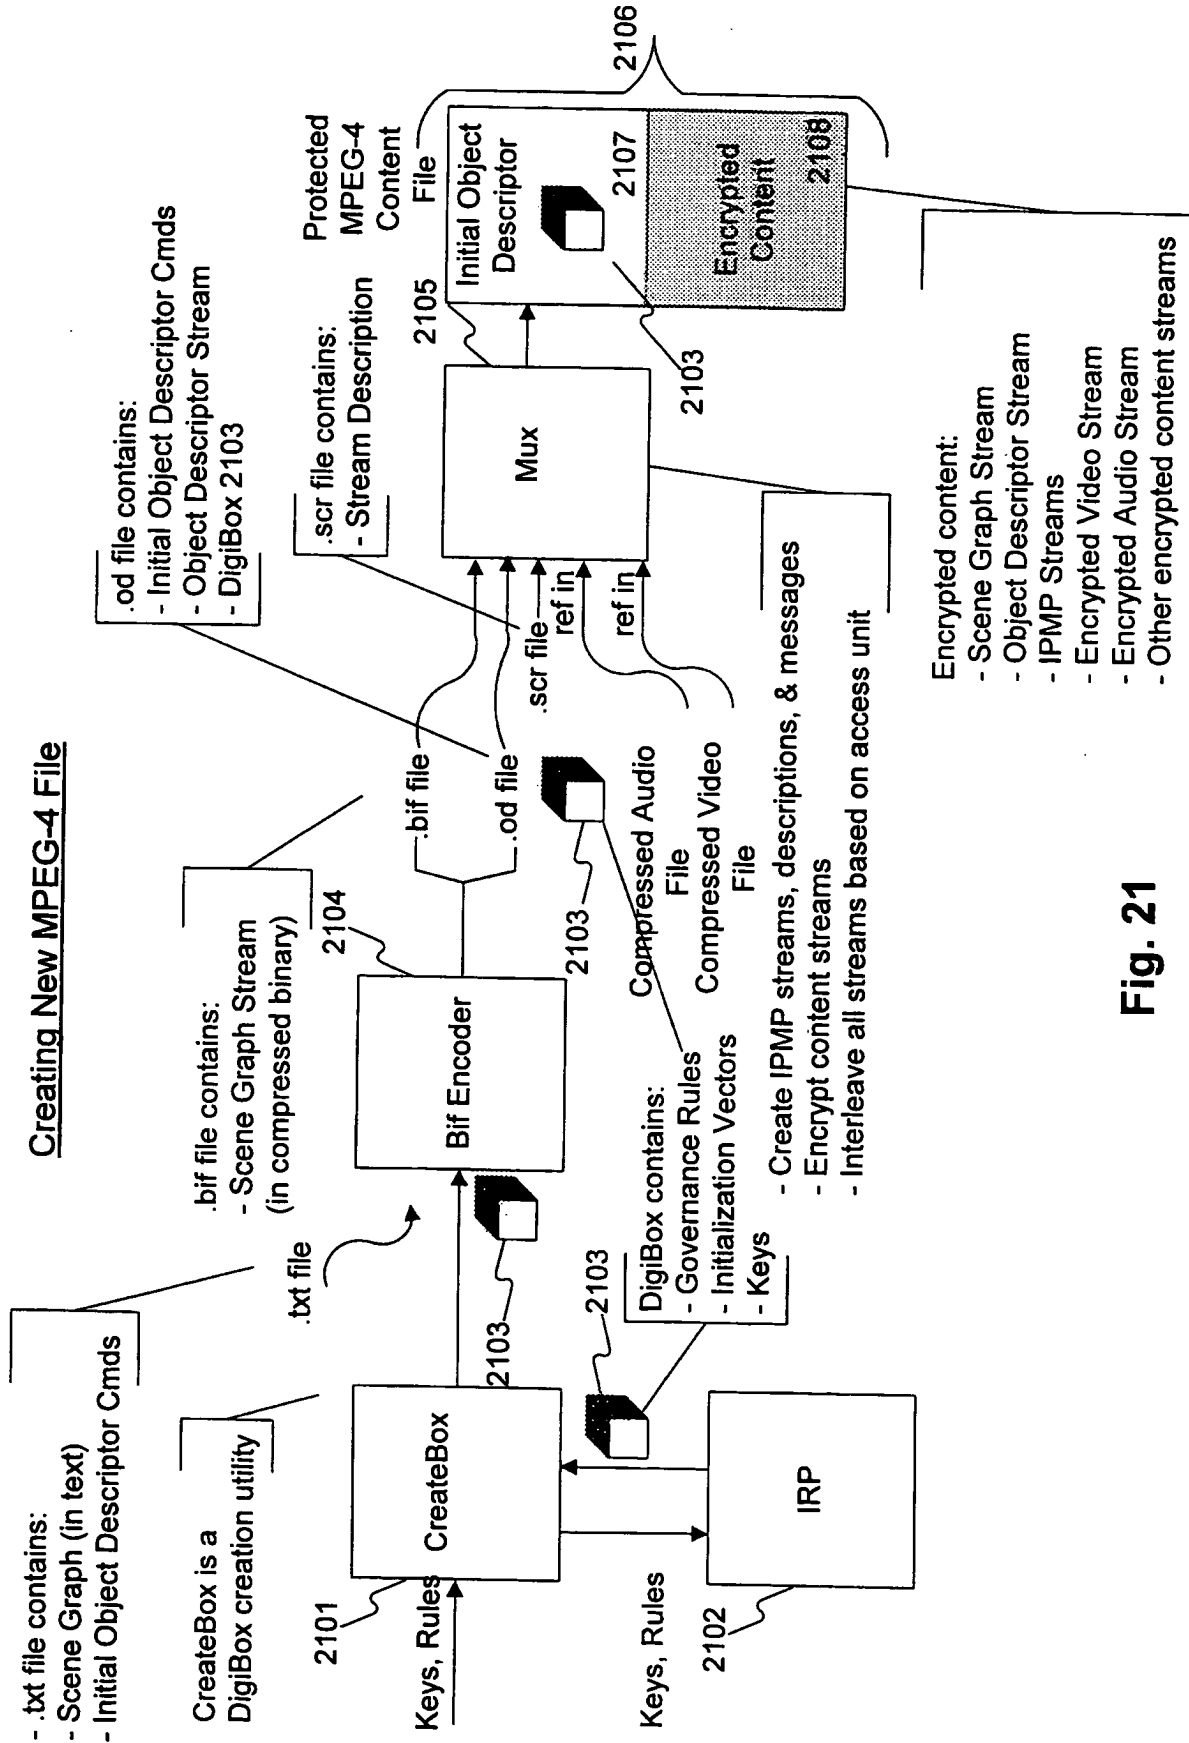 Creating New MPEG-4 File
- .txt file contains:
- Scene Graph (in text)
- Initial Object Descriptor Cmds
CreateBox is a
DigiBox creation utility
2101
Keys, Rules
CreateBox
Keys, Rules
2102
IRP
2103
DigiBox contains:
- Governance Rules
- Initialization Vectors
- Keys
.txt file
2103
.bif file contains:
- Scene Graph Stream
(in compressed binary)
2104
Bif Encoder
.bif file
.od file
2103
.od file contains:
- Initial Object Descriptor Cmds
- Object Descriptor Stream
- DigiBox 2103
.scr file contains:
- Stream Description
.scr file
ref in
ref in
Compressed Audio
File
Compressed Video
File
2105
Mux
- Create IPMP streams, descriptions, & messages
- Encrypt content streams
- Interleave all streams based on access unit
Protected
MPEG-4
Content
File
2106
Initial Object
Descriptor
2107
2103
Encrypted
Content
2108
Encrypted content:
- Scene Graph Stream
- Object Descriptor Stream
- IPMP Streams
- Encrypted Video Stream
- Encrypted Audio Stream
- Other encrypted content streams
Fig. 21